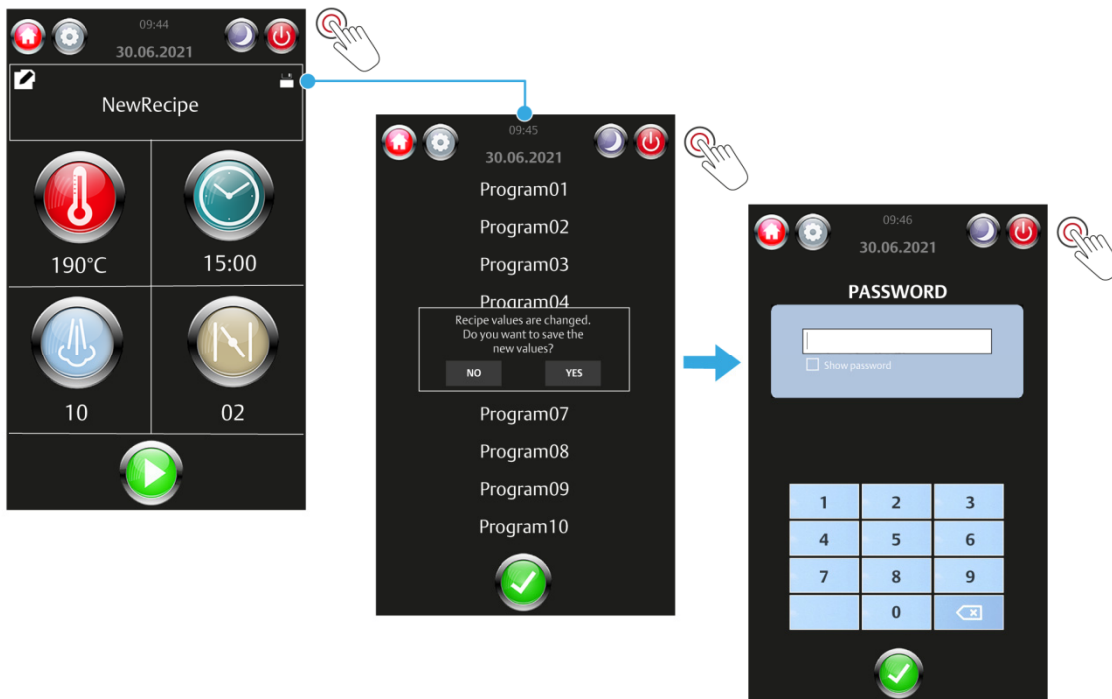 09:44
30.06.2021
NewRecipe
190°C
15:00
10
02
09:45
30.06.2021
Program01
Program02
Program03
Program04
Recipe values are changed.
Do you want to save the
new values?
NO YES
Program07
Program08
Program09
Program10
09:46
30.06.2021
PASSWORD
Show password
1 2 3
4 5 6
7 8 9
0